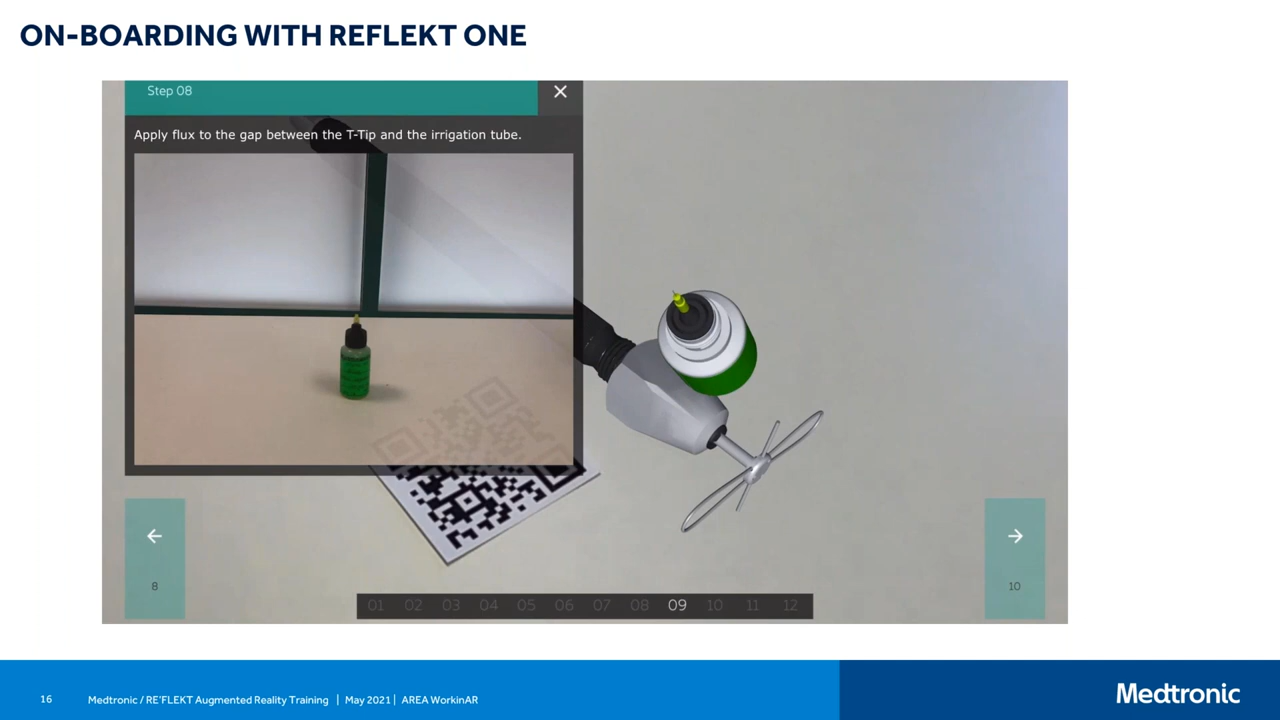 ON-BOARDING WITH REFLEKT ONE
Step 08
Apply flux to the gap between the T-Tip and the irrigation tube.
8
10
01 02 03 04 05 06 07 08 09 10 11 12
16 Medtronic / RE'FLEKT Augmented Reality Training | May 2021 | AREA WorkinAR
Medtronic